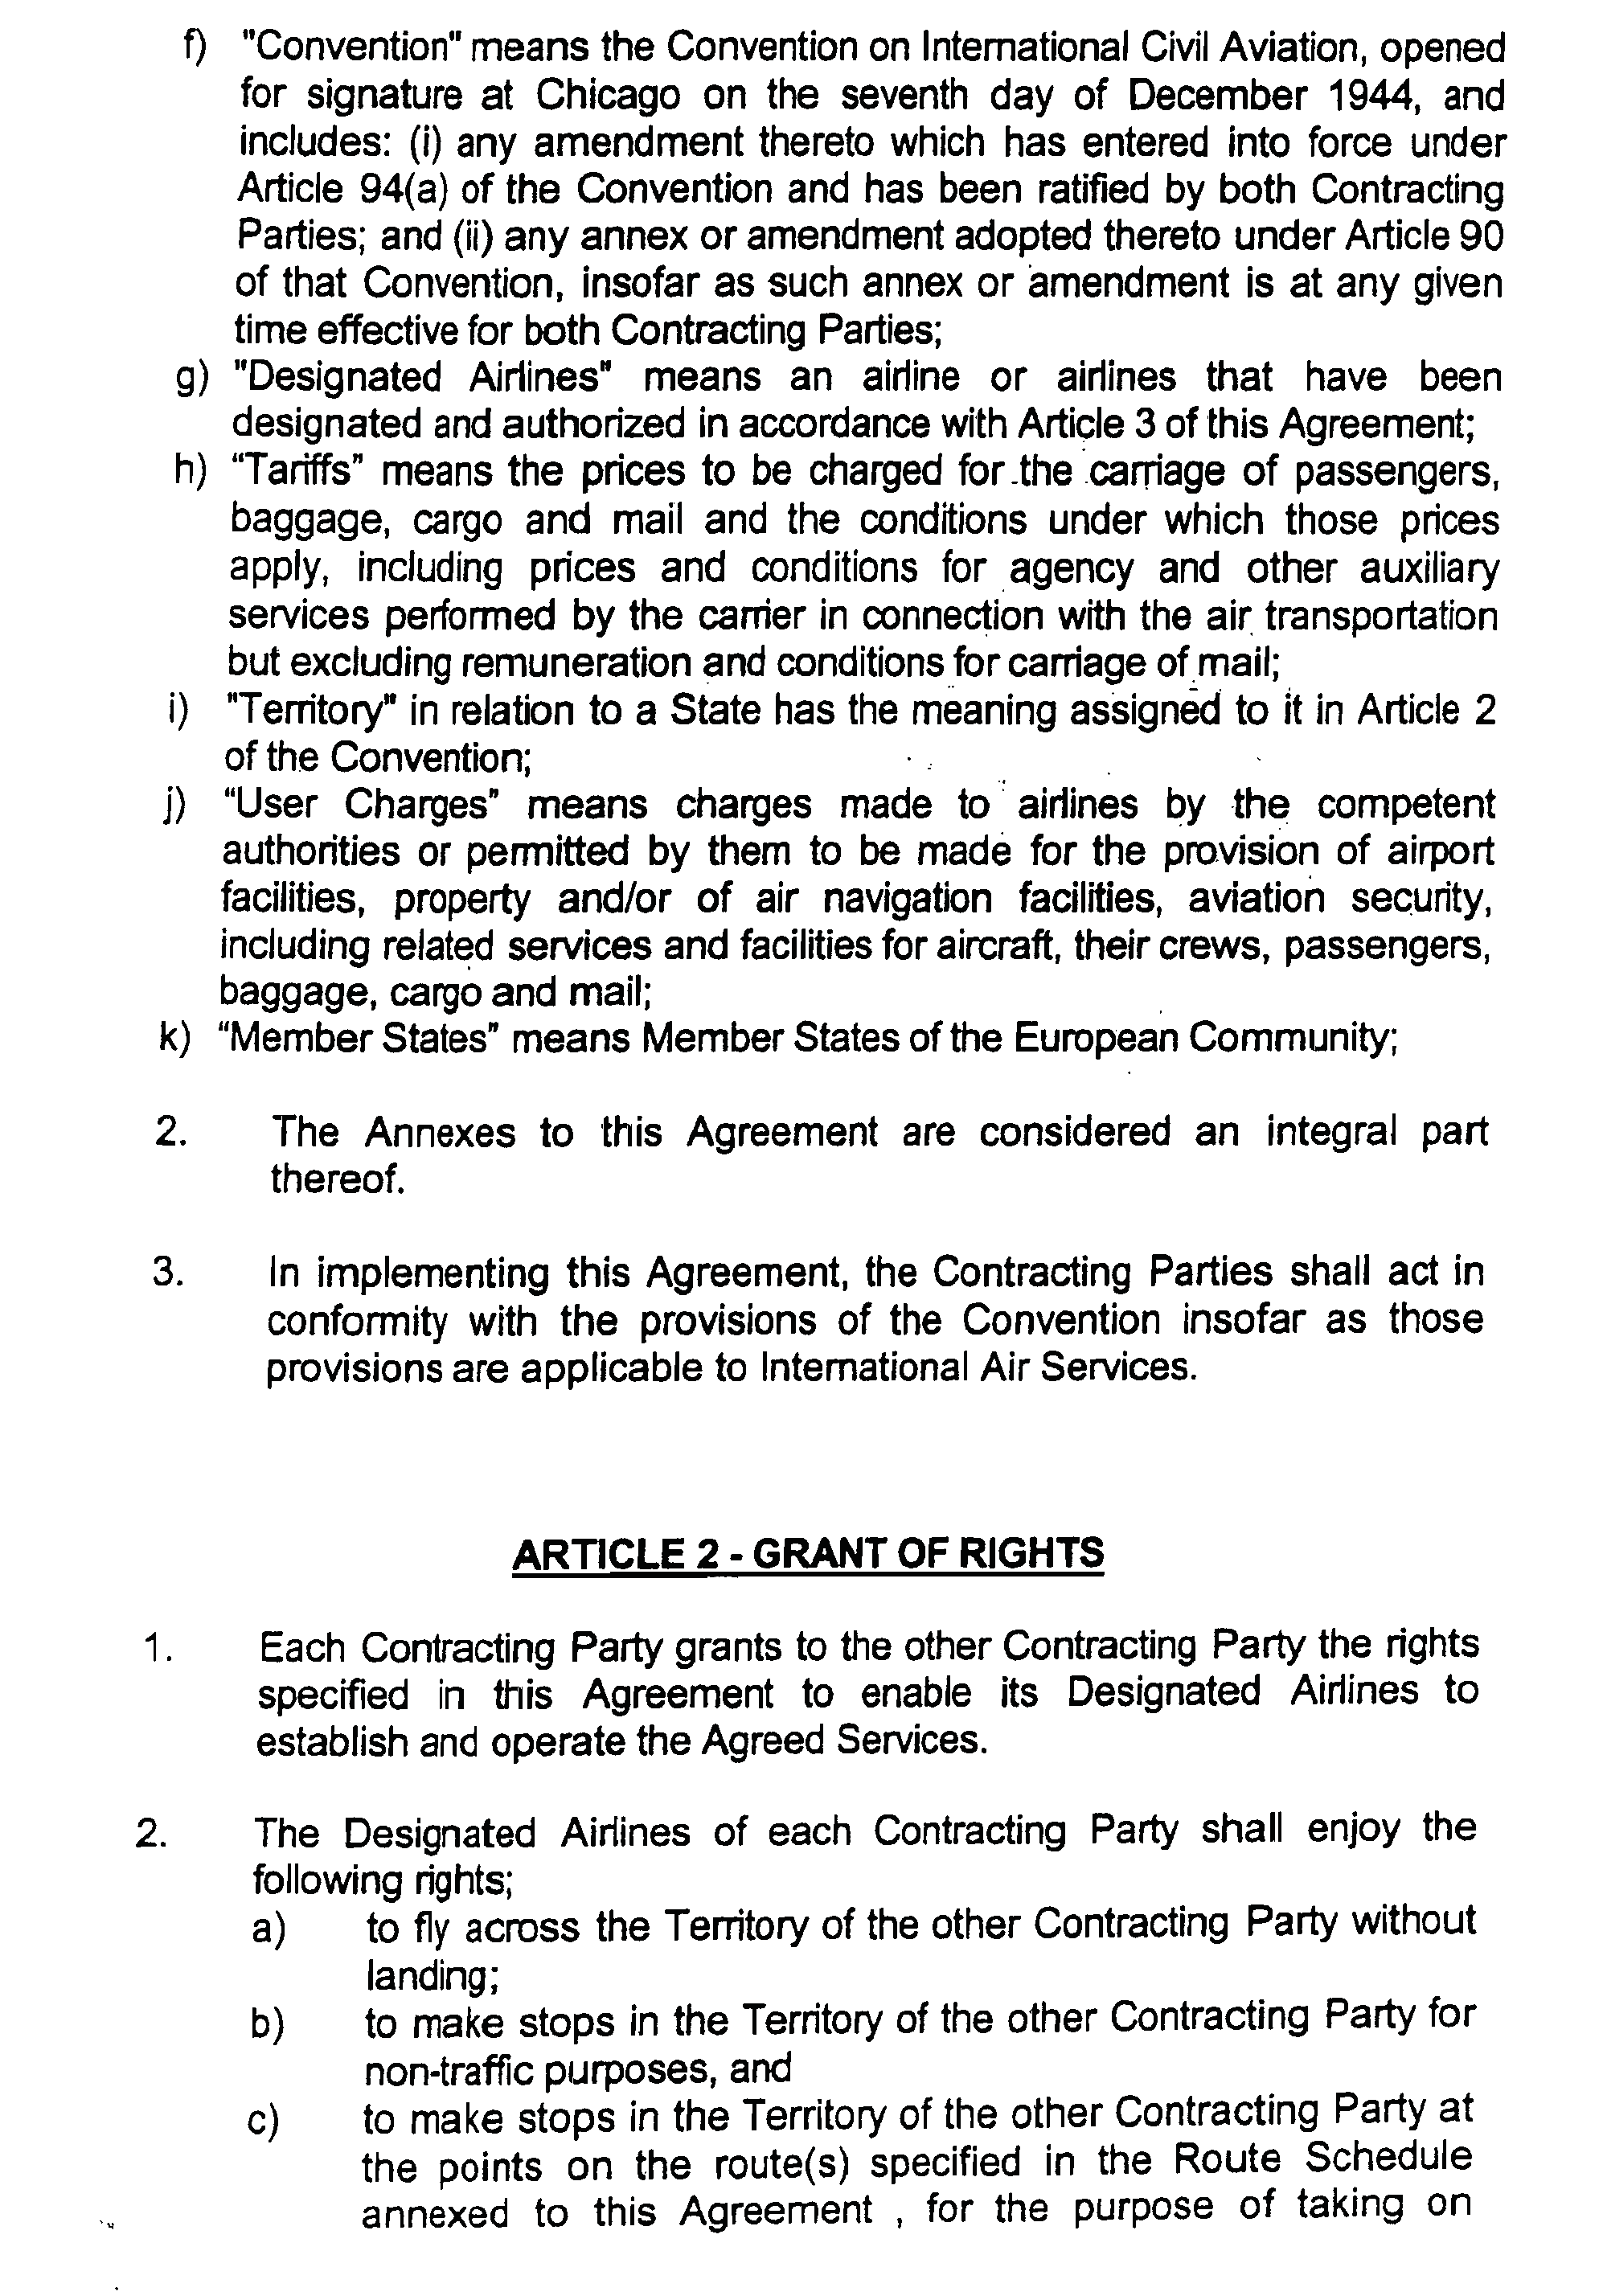 f) "Convention" means the Convention on International Civil Aviation, opened
for signature at Chicago on the seventh day of December 1944, and
includes: (i) any amendment thereto which has entered into force under
Article 94(a) of the Convention and has been ratified by both Contracting
Parties; and (ii) any annex or amendment adopted thereto under Article 90
of that Convention, insofar as such annex or amendment is at any given
time effective for both Contracting Parties;
g) "Designated Airlines" means an airline or airlines that have been
designated and authorized in accordance with Article 3 of this Agreement;
h) “Tariffs” means the prices to be charged for the carriage of passengers,
baggage, cargo and mail and the conditions under which those prices
apply, including prices and conditions for agency and other auxiliary
services performed by the carrier in connection with the air transportation
but excluding remuneration and conditions for carriage of mail;
i) "Territory" in relation to a State has the meaning assigned to it in Article 2
of the Convention;
j) “User Charges” means charges made to airlines by the competent
authorities or permitted by them to be made for the provision of airport
facilities, property and/or of air navigation facilities, aviation security,
including related services and facilities for aircraft, their crews, passengers,
baggage, cargo and mail;
k) “Member States” means Member States of the European Community;
2. The Annexes to this Agreement are considered an integral part
thereof.
3. In implementing this Agreement, the Contracting Parties shall act in
conformity with the provisions of the Convention insofar as those
provisions are applicable to International Air Services.
ARTICLE 2 - GRANT OF RIGHTS
1. Each Contracting Party grants to the other Contracting Party the rights
specified in this Agreement to enable its Designated Airlines to
establish and operate the Agreed Services.
2. The Designated Airlines of each Contracting Party shall enjoy the
following rights;
a) to fly across the Territory of the other Contracting Party without
landing;
b) to make stops in the Territory of the other Contracting Party for
non-traffic purposes, and
c) to make stops in the Territory of the other Contracting Party at
the points on the route(s) specified in the Route Schedule
annexed to this Agreement , for the purpose of taking on